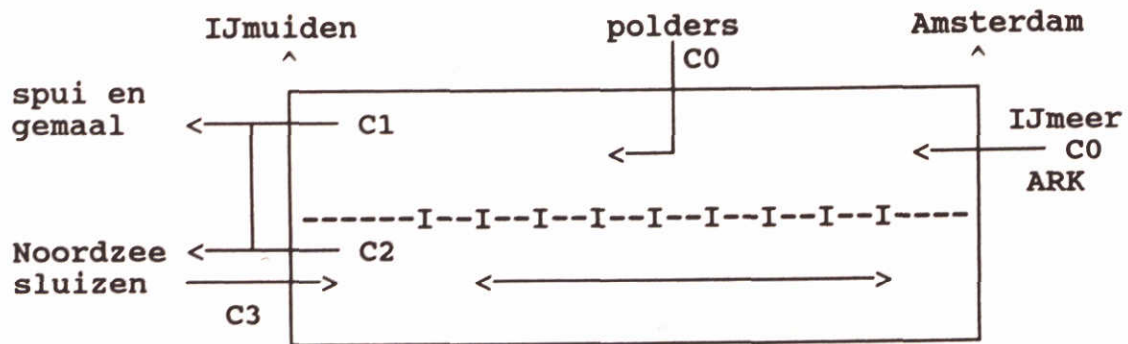 IJmuiden polders Amsterdam
^ C0 ^
spui en
gemaal <
C1
IJmeer
< < C0
ARK
------I--I--I--I--I--I--I--I--I----
Noordzee < C2
sluizen > < >
C3